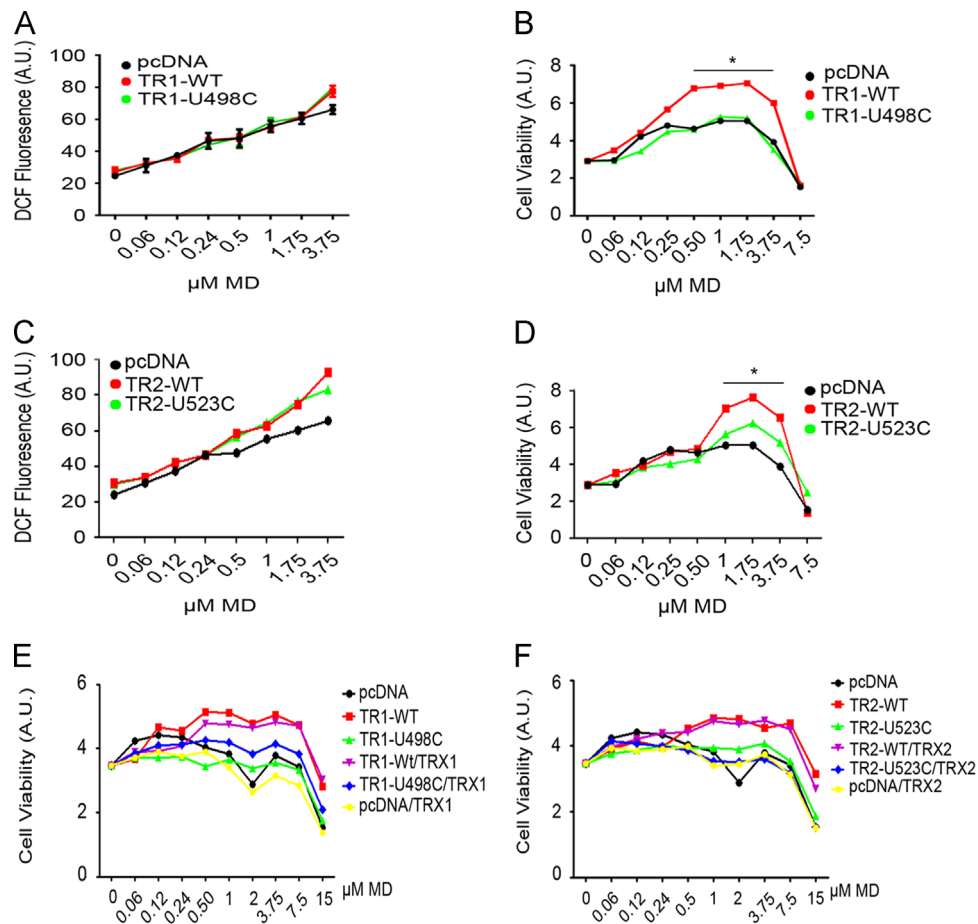 A
DCF Fluorescence (A.U.)
100
80
60
40
20
0
pcDNA
TR1-WT
TR1-U498C
0
0.06
0.12
0.24
0.5
1
1.75
3.75
µM MD
B
Cell Viability (A.U.)
8
6
4
2
0
*
pcDNA
TR1-WT
TR1-U498C
0
0.06
0.12
0.25
0.50
1
1.75
3.75
7.5
µM MD
C
DCF Fluorescence (A.U.)
100
80
60
40
20
0
pcDNA
TR2-WT
TR2-U523C
0
0.06
0.12
0.24
0.5
1
1.75
3.75
µM MD
D
Cell Viability (A.U.)
8
6
4
2
0
*
pcDNA
TR2-WT
TR2-U523C
0
0.06
0.12
0.25
0.50
1
1.75
3.75
7.5
µM MD
E
Cell Viability (A.U.)
6
4
2
0
pcDNA
TR1-WT
TR1-U498C
TR1-Wt/TRX1
TR1-U498C/TRX1
pcDNA/TRX1
0
0.06
0.12
0.24
0.50
1
2
3.75
7.5
15
µM MD
F
Cell Viability (A.U.)
6
4
2
0
pcDNA
TR2-WT
TR2-U523C
TR2-WT/TRX2
TR2-U523C/TRX2
pcDNA/TRX2
0
0.06
0.12
0.24
0.5
1
2
3.75
7.5
15
µM MD